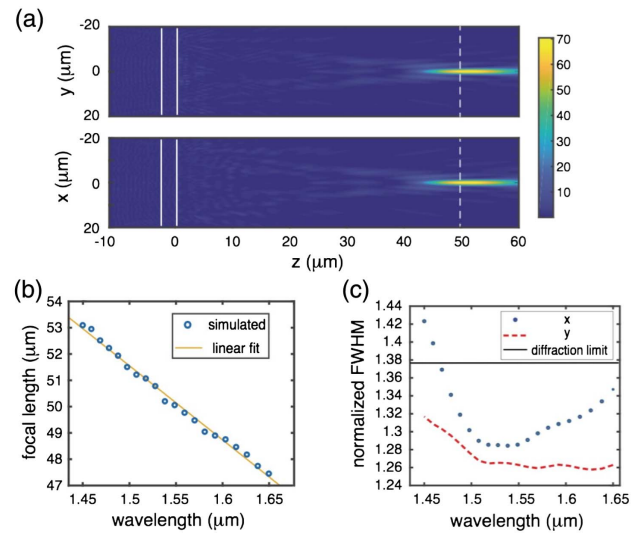 (a)
-20
0
20
y (μm)
-20
0
20
x (μm)
-10 0 10 20 30 40 50 60
z (μm)
70
60
50
40
30
20
10
(b)
54
53
52
51
50
49
48
47
focal length (μm)
simulated
linear fit
1.45 1.5 1.55 1.6 1.65
wavelength (μm)
(c)
1.44
1.42
1.4
1.38
1.36
1.34
1.32
1.3
1.28
1.26
1.24
normalized FWHM
x
y
diffraction limit
1.45 1.5 1.55 1.6 1.65
wavelength (μm)